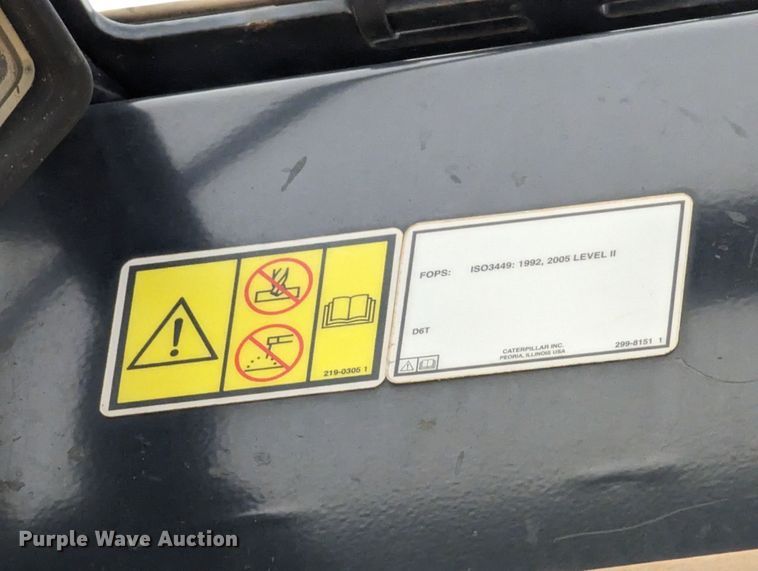 FOPS: ISO3449: 1992, 2005 LEVEL II
D6T
CATERPILLAR INC.
PEORIA, ILLINOIS USA
299-8151 1
219-0305 1
Purple Wave Auction